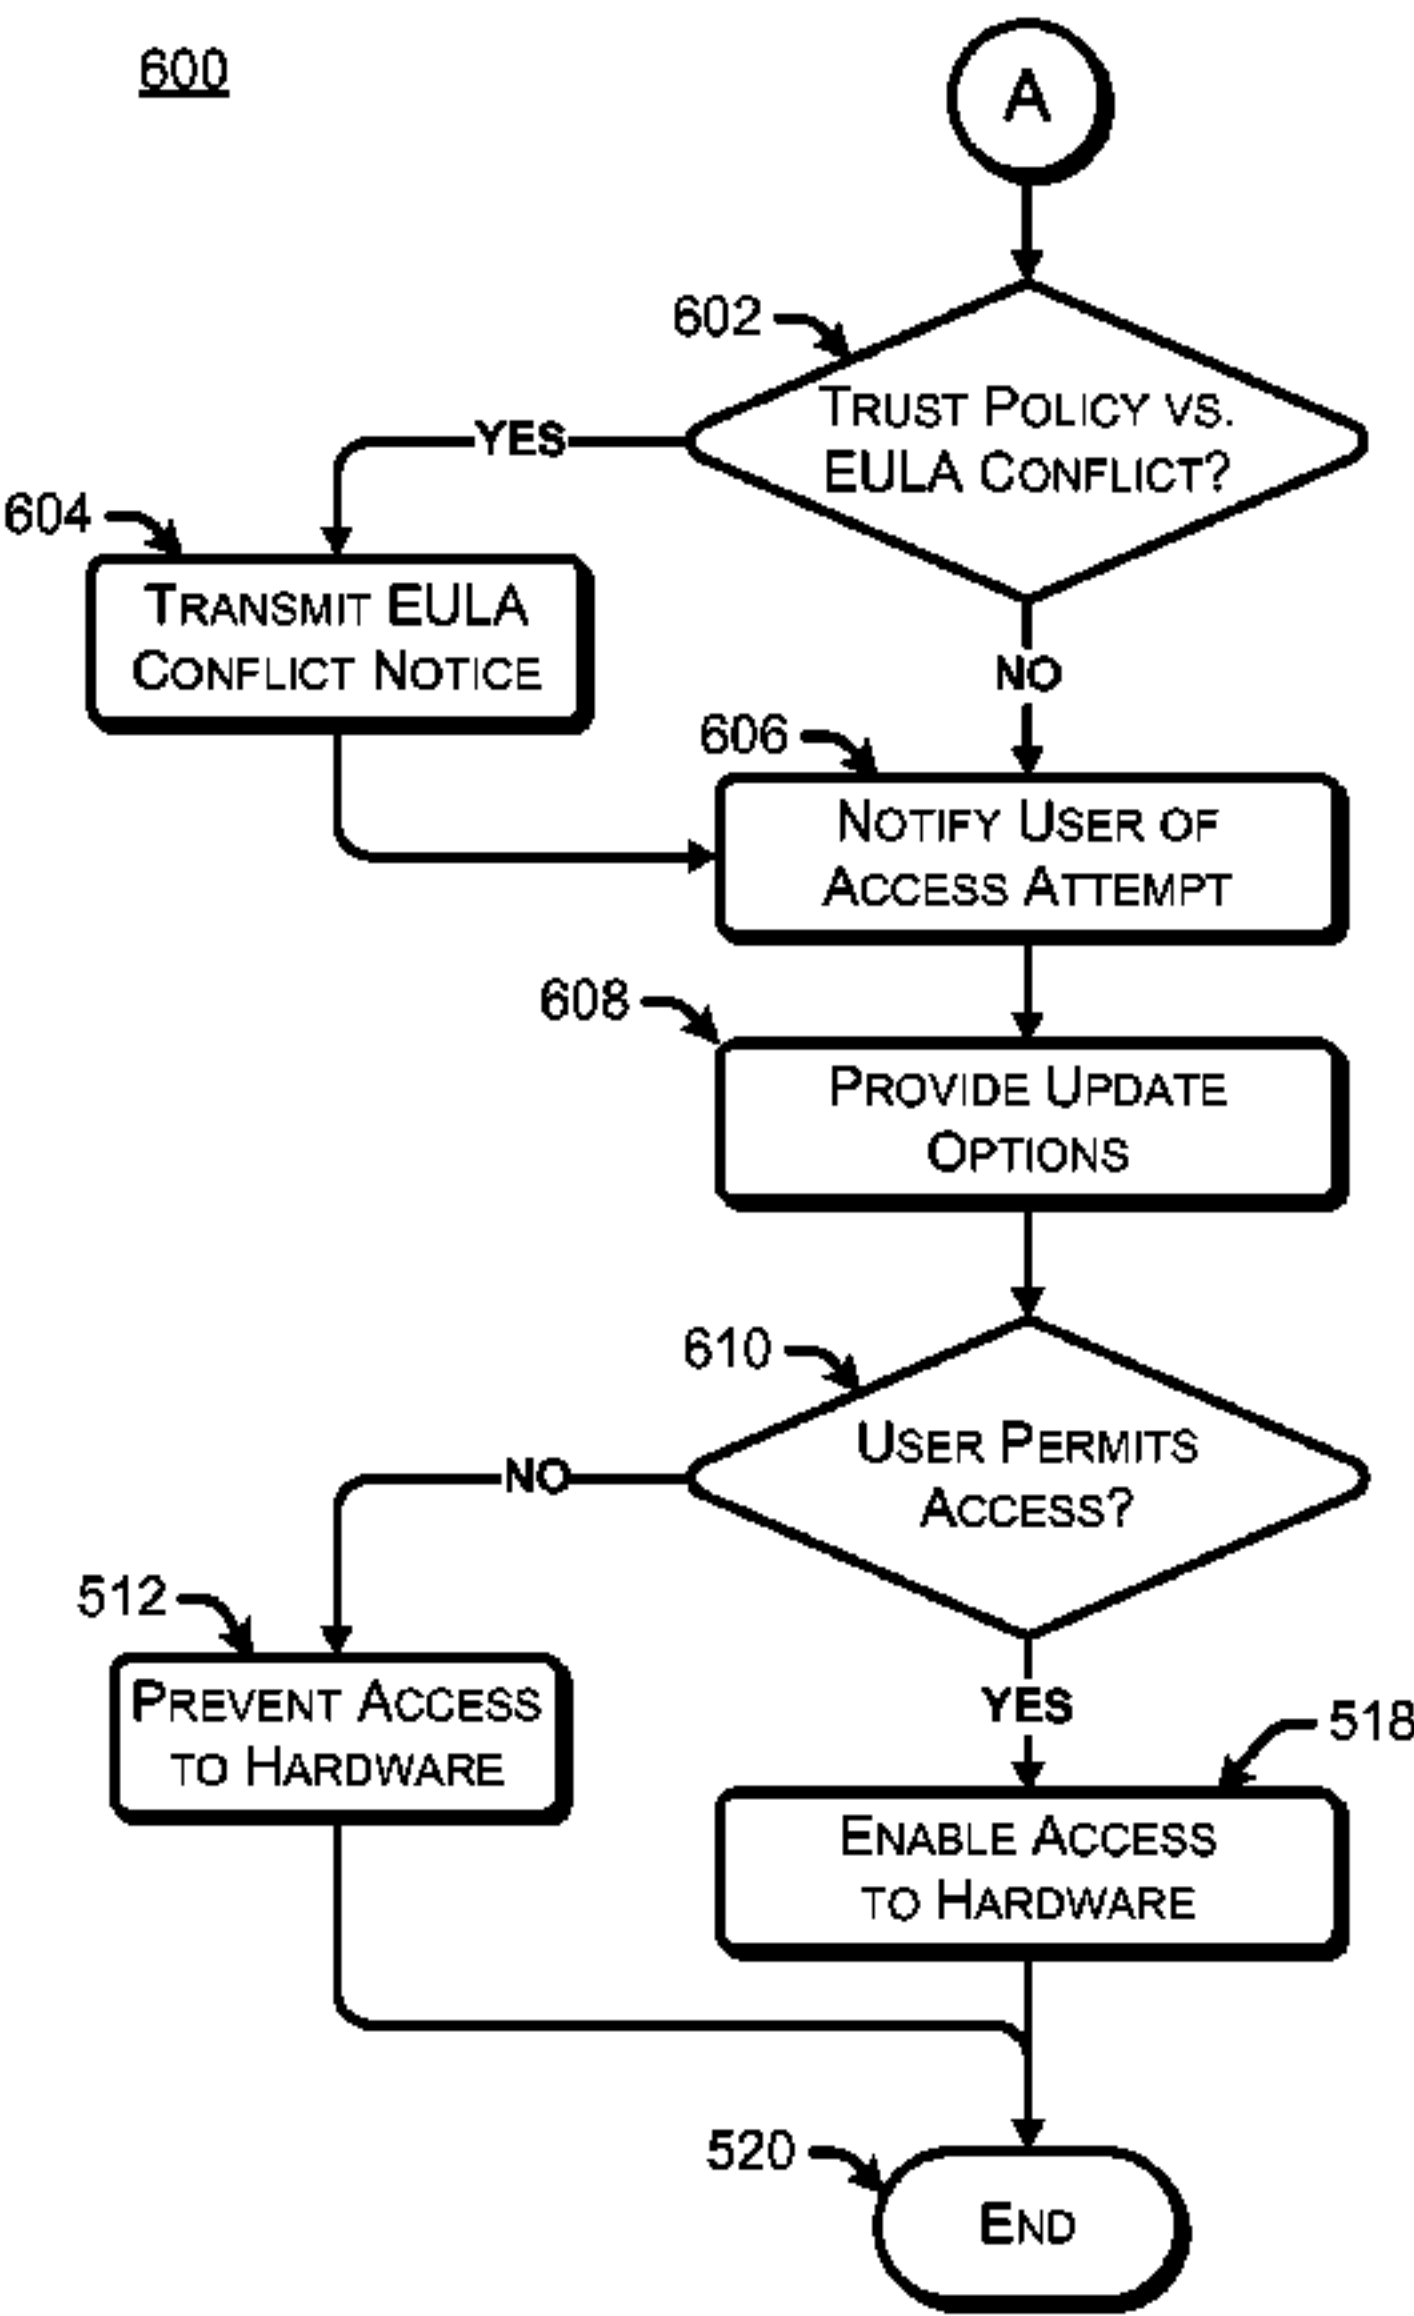 600
A
602
TRUST POLICY VS.
EULA CONFLICT?
YES
604
TRANSMIT EULA
CONFLICT NOTICE
NO
606
NOTIFY USER OF
ACCESS ATTEMPT
608
PROVIDE UPDATE
OPTIONS
610
USER PERMITS
ACCESS?
NO
512
PREVENT ACCESS
TO HARDWARE
YES
518
ENABLE ACCESS
TO HARDWARE
520
END